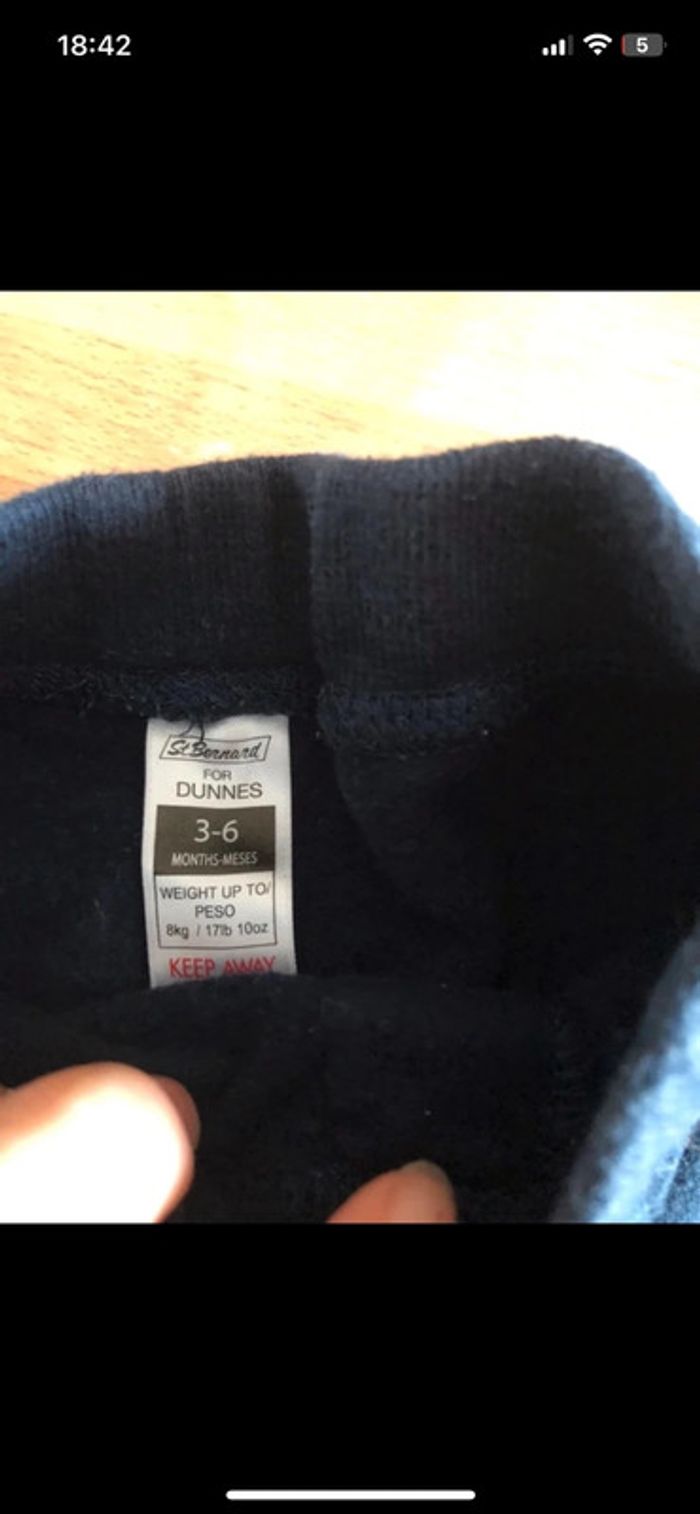 18:42
5
St Bernard
FOR
DUNNES
3-6
MONTHS-MESES
WEIGHT UP TO/
PESO
8kg / 17lb 10oz
KEEP AWAY